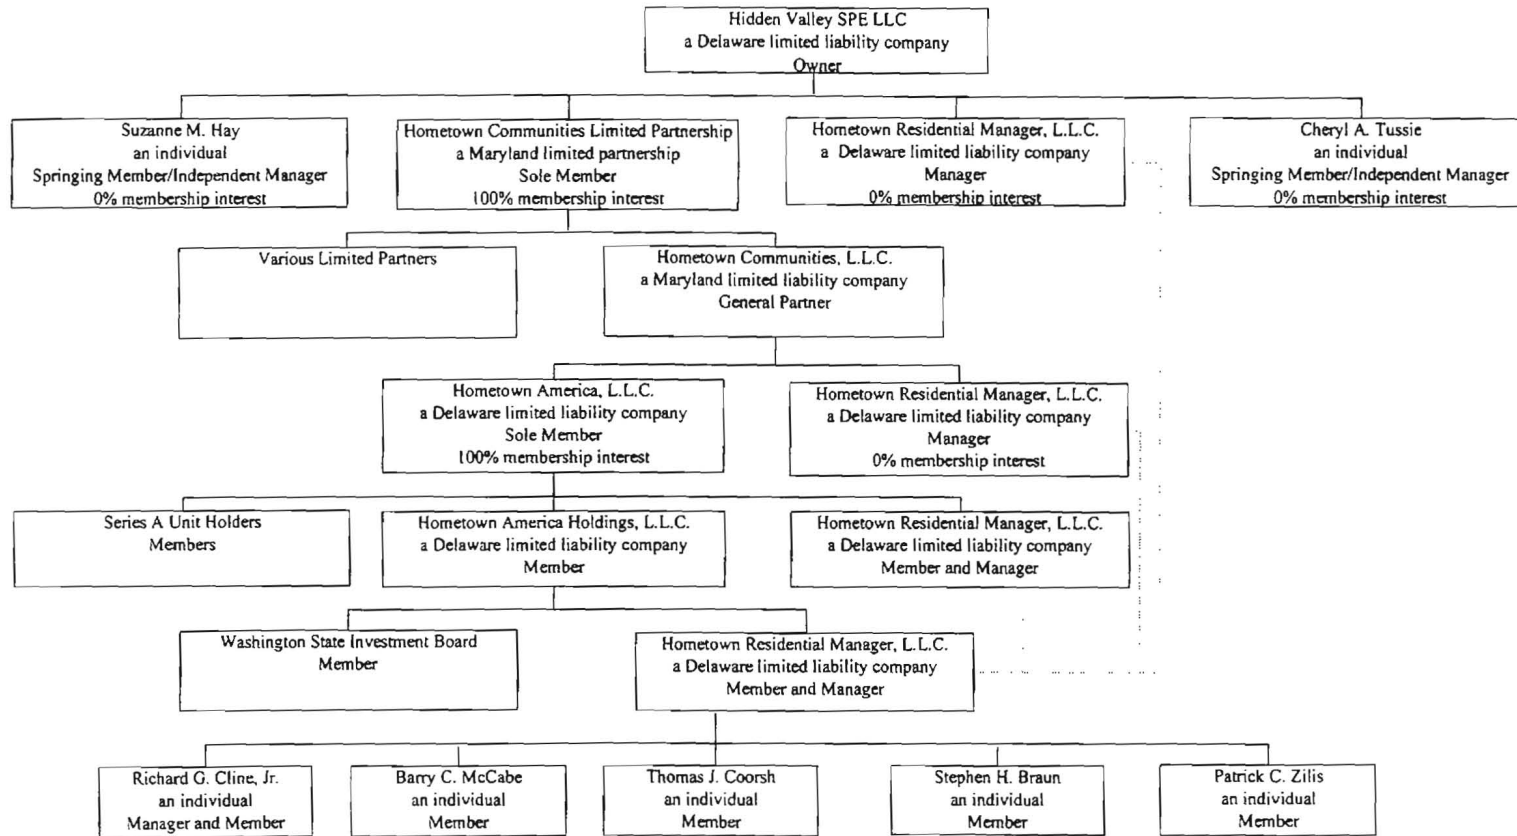 Hidden Valley SPE LLC
a Delaware limited liability company
Owner
Suzanne M. Hay
an individual
Springing Member/Independent Manager
0% membership interest
Hometown Communities Limited Partnership
a Maryland limited partnership
Sole Member
100% membership interest
Hometown Residential Manager, L.L.C.
a Delaware limited liability company
Manager
0% membership interest
Cheryl A. Tussie
an individual
Springing Member/Independent Manager
0% membership interest
Various Limited Partners
Hometown Communities, L.L.C.
a Maryland limited liability company
General Partner
Hometown America, L.L.C.
a Delaware limited liability company
Sole Member
100% membership interest
Hometown Residential Manager, L.L.C.
a Delaware limited liability company
Manager
0% membership interest
Series A Unit Holders
Members
Hometown America Holdings, L.L.C.
a Delaware limited liability company
Member
Hometown Residential Manager, L.L.C.
a Delaware limited liability company
Member and Manager
Washington State Investment Board
Member
Hometown Residential Manager, L.L.C.
a Delaware limited liability company
Member and Manager
Richard G. Cline, Jr.
an individual
Manager and Member
Barry C. McCabe
an individual
Member
Thomas J. Coorsh
an individual
Member
Stephen H. Braun
an individual
Member
Patrick C. Zilis
an individual
Member